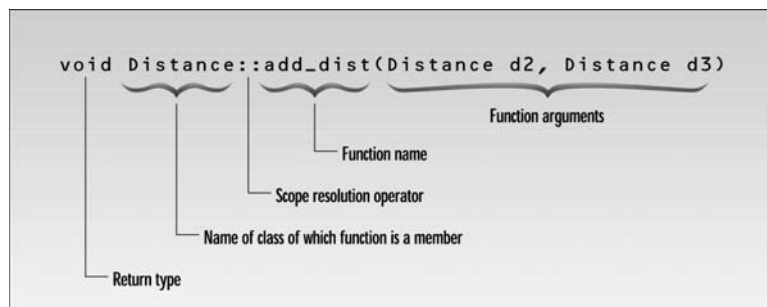 void Distance::add_dist(Distance d2, Distance d3)
Function arguments
Function name
Scope resolution operator
Name of class of which function is a member
Return type